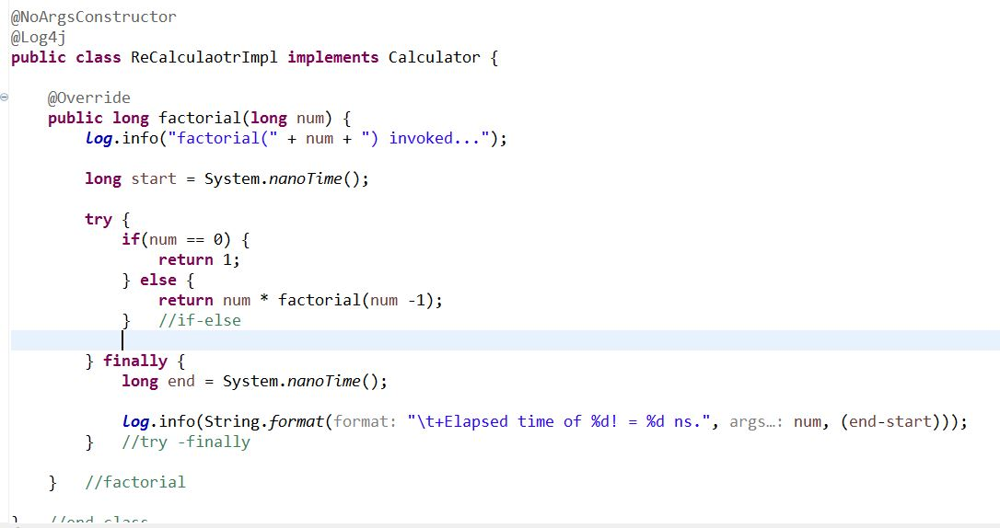 @NoArgsConstructor
@Log4j
public class ReCalculaotrImpl implements Calculator {
@Override
public long factorial(long num) {
log.info("factorial(" + num + ") invoked...");
long start = System.nanoTime();
try {
if(num == 0) {
return 1;
} else {
return num * factorial(num -1);
}   //if-else
} finally {
long end = System.nanoTime();
log.info(String.format(format: "\t+Elapsed time of %d! = %d ns.", args…: num, (end-start)));
}   //try -finally
}   //factorial
}   //end class